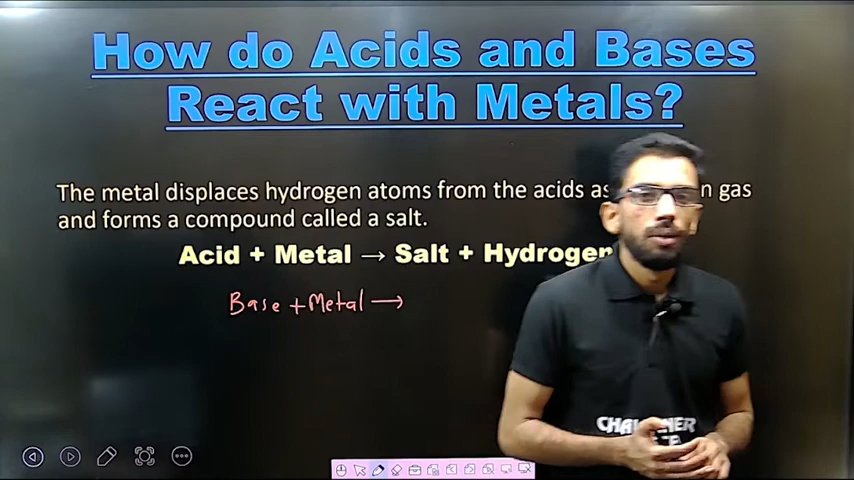 How do Acids and Bases
React with Metals?
The metal displaces hydrogen atoms from the acids as n gas
and forms a compound called a salt.
Acid + Metal → Salt + Hydrogen
Base + Metal →